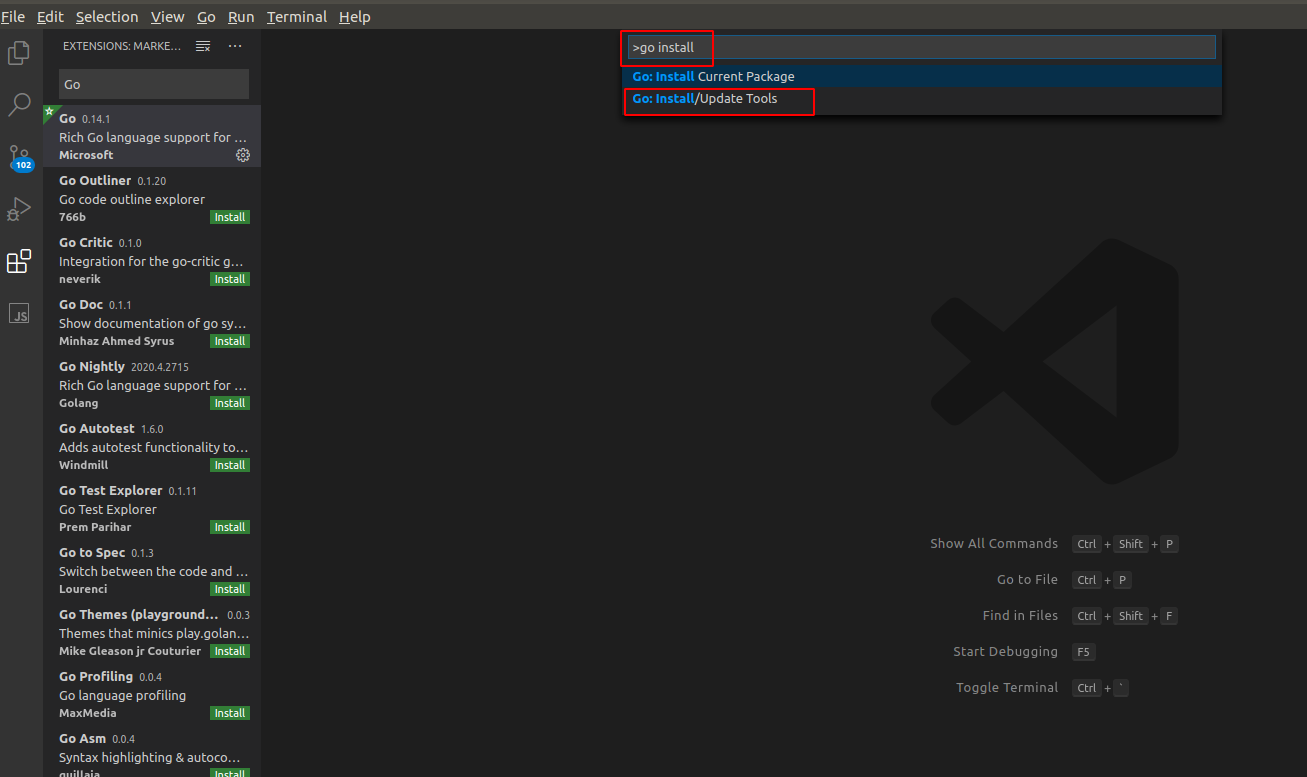 File Edit Selection View Go Run Terminal Help
EXTENSIONS: MARKE...
Go
Go 0.14.1
Rich Go language support for ...
Microsoft
Go Outliner 0.1.20
Go code outline explorer
766b Install
Go Critic 0.1.0
Integration for the go-critic g...
neverik Install
Go Doc 0.1.1
Show documentation of go sy...
Minhaz Ahmed Syrus Install
Go Nightly 2020.4.2715
Rich Go language support for ...
Golang Install
Go Autotest 1.6.0
Adds autotest functionality to...
Windmill Install
Go Test Explorer 0.1.11
Go Test Explorer
Prem Parihar Install
Go to Spec 0.1.3
Switch between the code and ...
Lourenci Install
Go Themes (playground... 0.0.3
Themes that minics play.golan...
Mike Gleason jr Couturier Install
Go Profiling 0.0.4
Go language profiling
MaxMedia Install
Go Asm 0.0.4
Syntax highlighting & autoco...
quillaja Install
102
JS
>go install
Go: Install Current Package
Go: Install/Update Tools
Show All Commands Ctrl + Shift + P
Go to File Ctrl + P
Find in Files Ctrl + Shift + F
Start Debugging F5
Toggle Terminal Ctrl + `